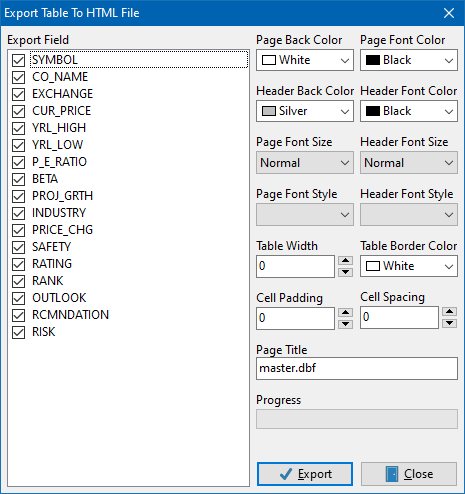 Export Table To HTML File
Export Field
SYMBOL
CO_NAME
EXCHANGE
CUR_PRICE
YRL_HIGH
YRL_LOW
P_E_RATIO
BETA
PROJ_GRTH
INDUSTRY
PRICE_CHG
SAFETY
RATING
RANK
OUTLOOK
RCMNDATION
RISK
Page Back Color Page Font Color
White Black
Header Back Color Header Font Color
Silver Black
Page Font Size Header Font Size
Normal Normal
Page Font Style Header Font Style
Table Width Table Border Color
0 White
Cell Padding Cell Spacing
0 0
Page Title
master.dbf
Progress
Export Close